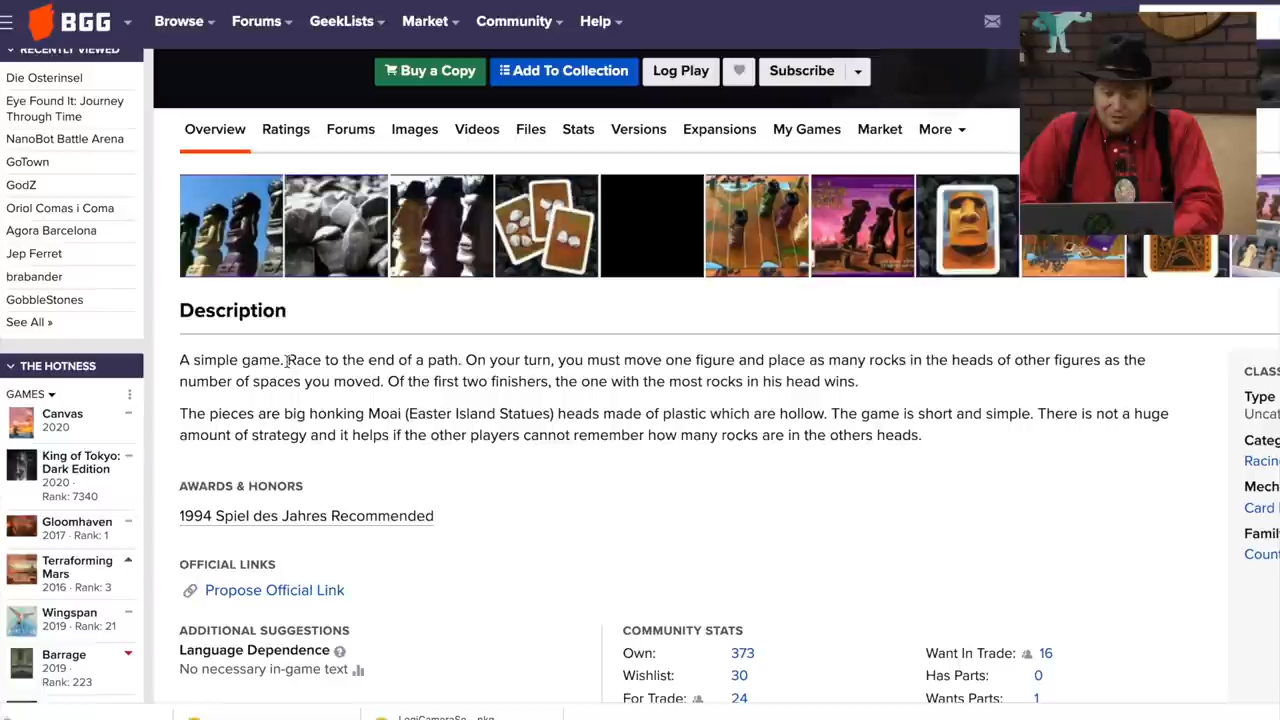 BGG Browse Forums GeekLists Market Community Help
RECENTLY VIEWED
Die Osterinsel
Eye Found It: Journey
Through Time
NanoBot Battle Arena
GoTown
GodZ
Oriol Comas i Coma
Agora Barcelona
Jep Ferret
brabander
GobbleStones
See All »
THE HOTNESS
GAMES
Canvas
2020
King of Tokyo:
Dark Edition
2020 ·
Rank: 7340
Gloomhaven
2017 · Rank: 1
Terraforming
Mars
2016 · Rank: 3
Wingspan
2019 · Rank: 21
Barrage
2019 ·
Rank: 223
Buy a Copy Add To Collection Log Play Subscribe
Overview Ratings Forums Images Videos Files Stats Versions Expansions My Games Market More
Description
A simple game. Race to the end of a path. On your turn, you must move one figure and place as many rocks in the heads of other figures as the
number of spaces you moved. Of the first two finishers, the one with the most rocks in his head wins.
The pieces are big honking Moai (Easter Island Statues) heads made of plastic which are hollow. The game is short and simple. There is not a huge
amount of strategy and it helps if the other players cannot remember how many rocks are in the others heads.
AWARDS & HONORS
1994 Spiel des Jahres Recommended
OFFICIAL LINKS
Propose Official Link
ADDITIONAL SUGGESTIONS
Language Dependence
No necessary in-game text
COMMUNITY STATS
Own: 373
Wishlist: 30
For Trade: 24
Want In Trade: 16
Has Parts: 0
Wants Parts: 1
CLASS
Type
Uncat
Categ
Racin
Mech
Card
Famil
Coun